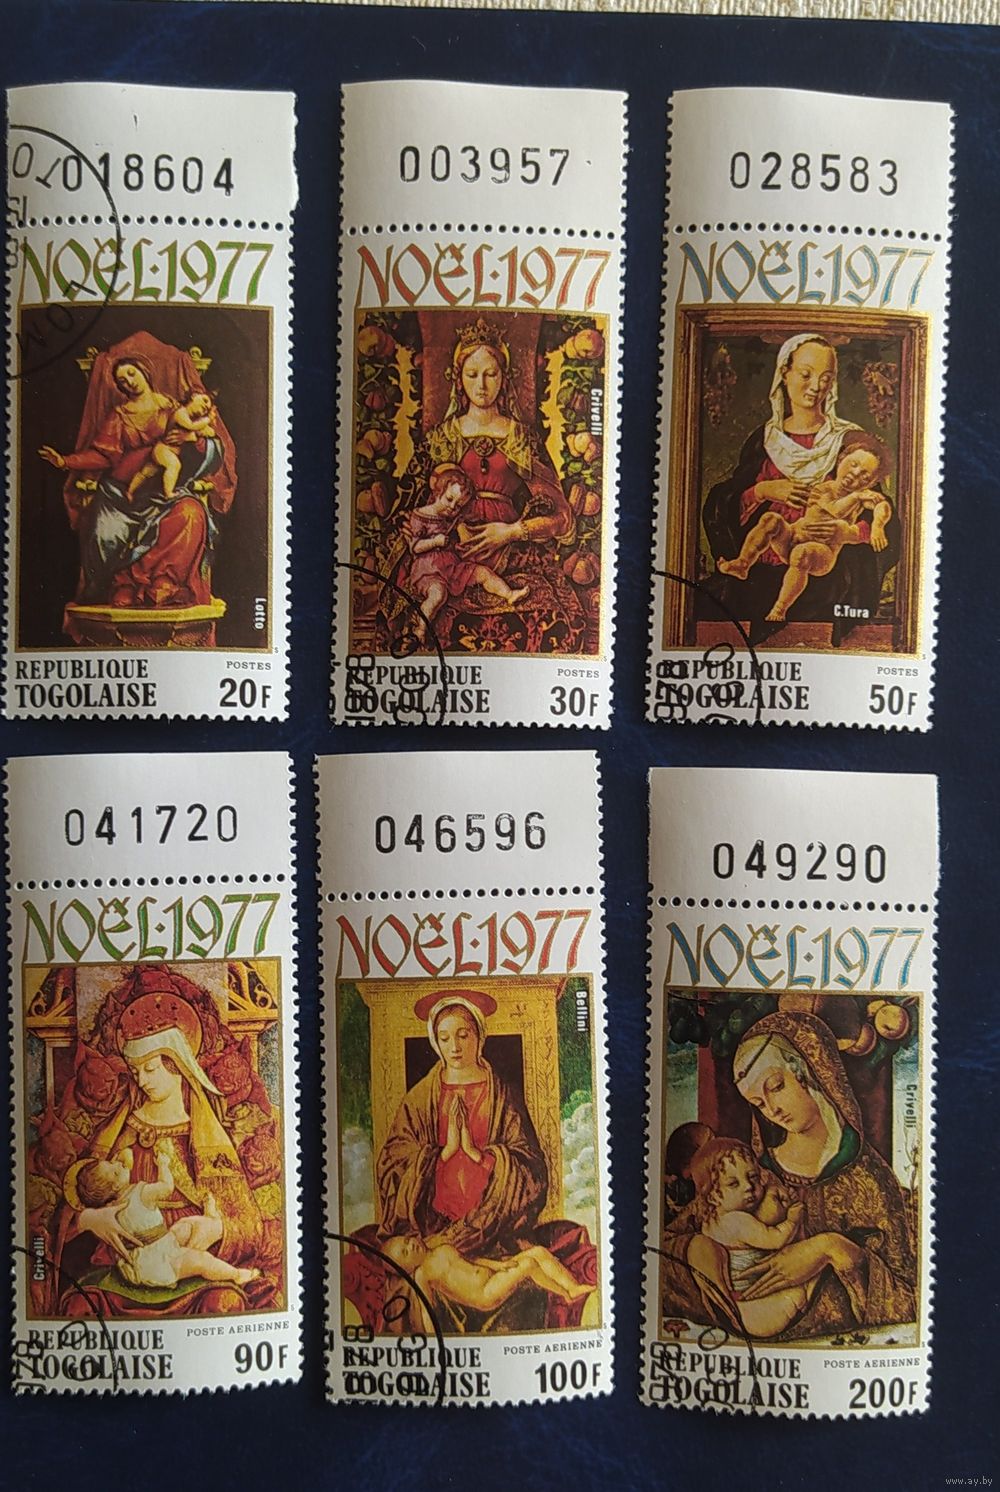 018604
NOËL·1977
Lotto
REPUBLIQUE
TOGOLAISE
POSTES
20F
003957
NOËL·1977
Crivelli
REPUBLIQUE
TOGOLAISE
POSTES
30F
028583
NOËL·1977
C.Tura
REPUBLIQUE
TOGOLAISE
POSTES
50F
041720
NOËL·1977
Crivelli
REPUBLIQUE
TOGOLAISE
POSTE AERIENNE
90F
046596
NOËL·1977
Bellini
REPUBLIQUE
TOGOLAISE
POSTE AERIENNE
100F
049290
NOËL·1977
Crivelli
REPUBLIQUE
TOGOLAISE
POSTE AERIENNE
200F
www.ay.by